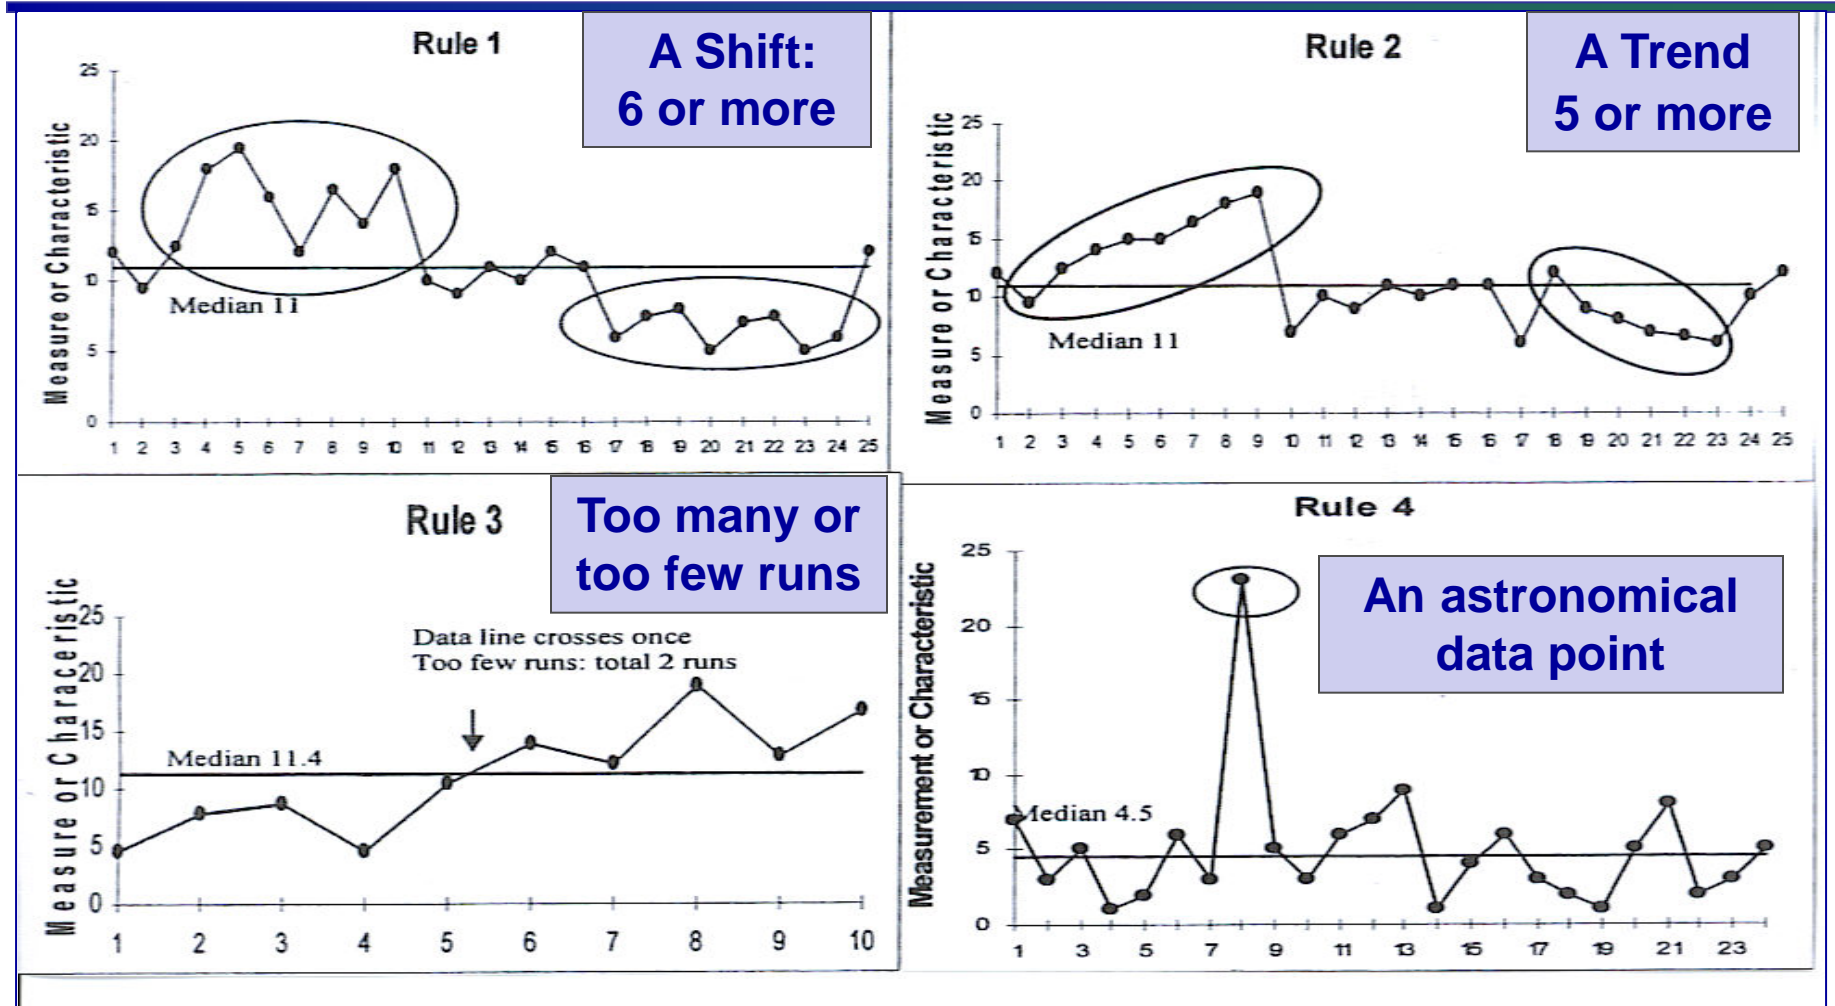 Rule 1
A Shift:
6 or more
Measure or Characteristic
25
20
15
10
5
0
Median 11
1 2 3 4 5 6 7 8 9 10 11 12 13 14 15 16 17 18 19 20 21 22 23 24 25
Rule 2
A Trend
5 or more
Measure or Characteristic
25
20
15
10
5
0
Median 11
1 2 3 4 5 6 7 8 9 10 11 12 13 14 15 16 17 18 19 20 21 22 23 24 25
Rule 3
Too many or
too few runs
Measure or Characeristic
25
20
15
10
5
0
Data line crosses once
Too few runs: total 2 runs
Median 11.4
1 2 3 4 5 6 7 8 9 10
Rule 4
An astronomical
data point
Measurement or Characteristic
25
20
15
10
5
0
Median 4.5
1 3 5 7 9 11 13 15 17 19 21 23